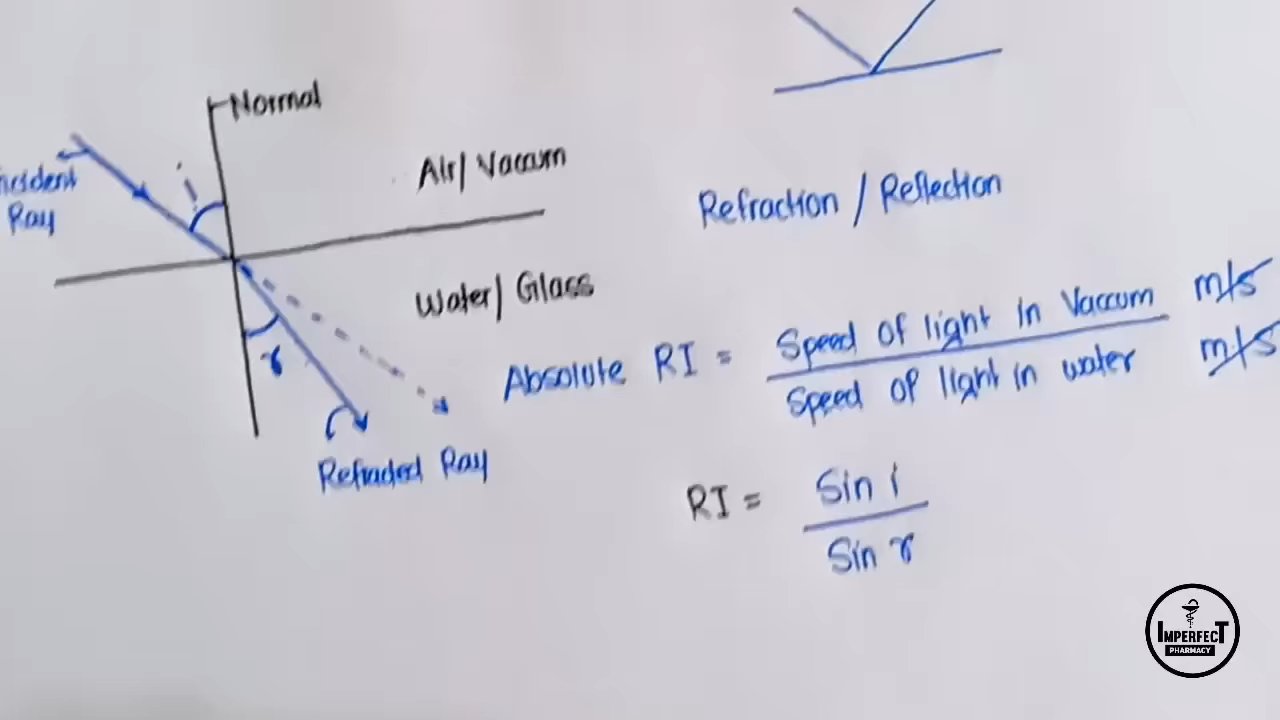 Normal
i
Air/ Vaccum
incident
Ray
Refraction / Reflection
Water/ Glass
r
Absolute RI = Speed of light in Vaccum m/s
Speed of light in water m/s
Refracted Ray
RI = Sin i
Sin r
IMPERFECT
PHARMACY